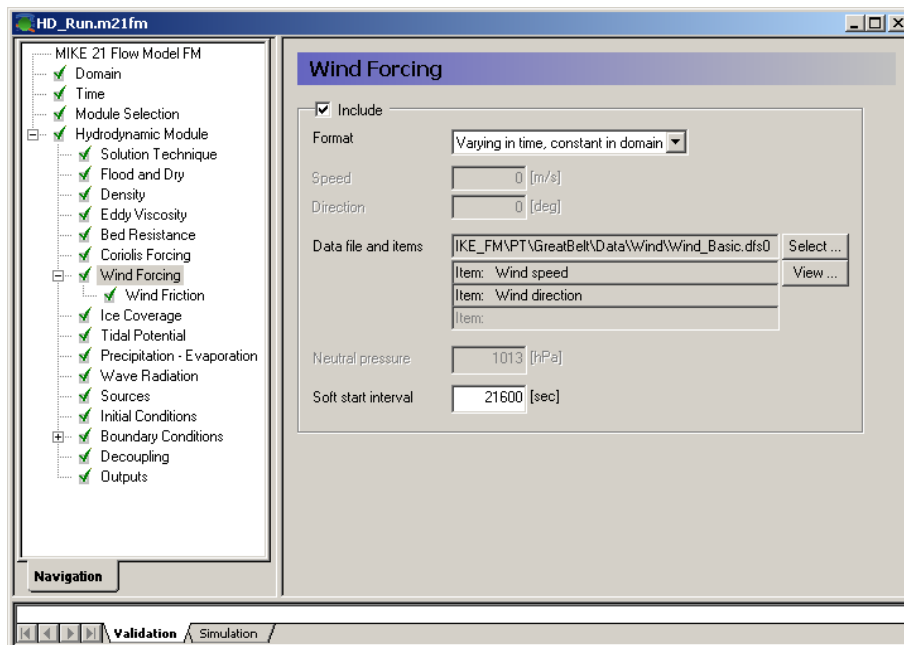 HD_Run.m21fm
MIKE 21 Flow Model FM
Domain
Time
Module Selection
Hydrodynamic Module
Solution Technique
Flood and Dry
Density
Eddy Viscosity
Bed Resistance
Coriolis Forcing
Wind Forcing
Wind Friction
Ice Coverage
Tidal Potential
Precipitation - Evaporation
Wave Radiation
Sources
Initial Conditions
Boundary Conditions
Decoupling
Outputs
Navigation
Wind Forcing
Include
Format Varying in time, constant in domain
Speed 0 [m/s]
Direction 0 [deg]
Data file and items IKE_FM\PT\GreatBelt\Data\Wind\Wind_Basic.dfs0 Select ...
Item: Wind speed View ...
Item: Wind direction
Item:
Neutral pressure 1013 [hPa]
Soft start interval 21600 [sec]
Validation Simulation